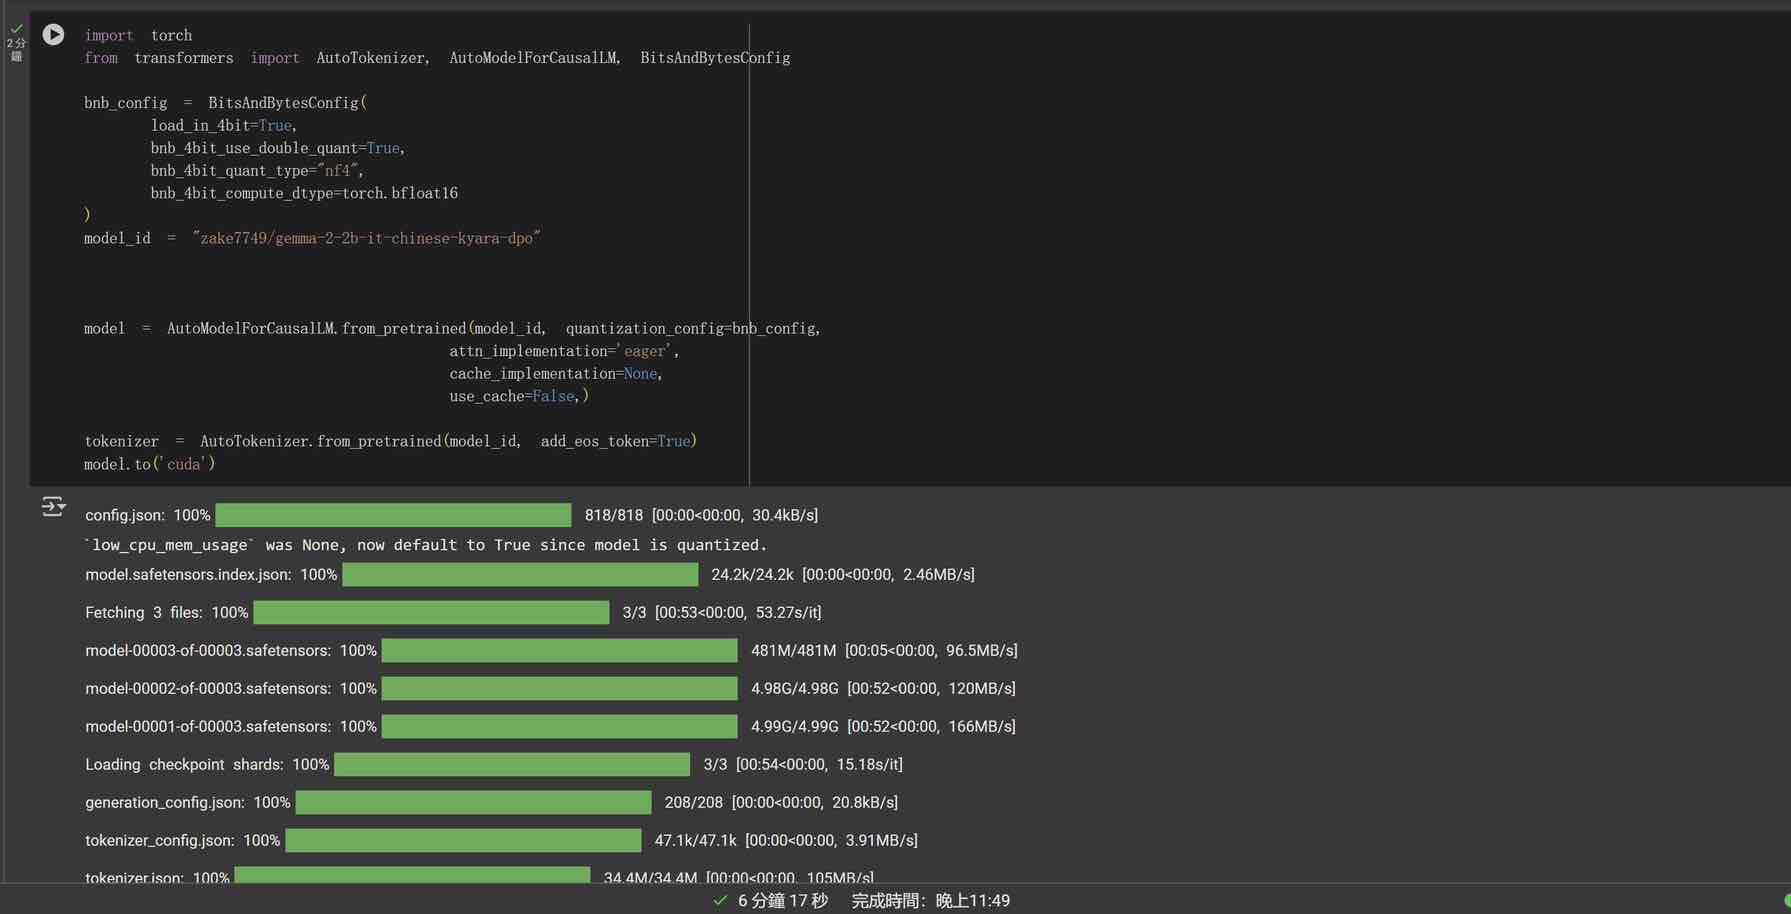 2 分
鐘
import torch
from transformers import AutoTokenizer, AutoModelForCausalLM, BitsAndBytesConfig
bnb_config = BitsAndBytesConfig(
load_in_4bit=True,
bnb_4bit_use_double_quant=True,
bnb_4bit_quant_type="nf4",
bnb_4bit_compute_dtype=torch.bfloat16
)
model_id = "zake7749/gemma-2-2b-it-chinese-kyara-dpo"
model = AutoModelForCausalLM.from_pretrained(model_id, quantization_config=bnb_config,
attn_implementation='eager',
cache_implementation=None,
use_cache=False,)
tokenizer = AutoTokenizer.from_pretrained(model_id, add_eos_token=True)
model.to('cuda')
config.json: 100% 818/818 [00:00<00:00, 30.4kB/s]
`low_cpu_mem_usage` was None, now default to True since model is quantized.
model.safetensors.index.json: 100% 24.2k/24.2k [00:00<00:00, 2.46MB/s]
Fetching 3 files: 100% 3/3 [00:53<00:00, 53.27s/it]
model-00003-of-00003.safetensors: 100% 481M/481M [00:05<00:00, 96.5MB/s]
model-00002-of-00003.safetensors: 100% 4.98G/4.98G [00:52<00:00, 120MB/s]
model-00001-of-00003.safetensors: 100% 4.99G/4.99G [00:52<00:00, 166MB/s]
Loading checkpoint shards: 100% 3/3 [00:54<00:00, 15.18s/it]
generation_config.json: 100% 208/208 [00:00<00:00, 20.8kB/s]
tokenizer_config.json: 100% 47.1k/47.1k [00:00<00:00, 3.91MB/s]
tokenizer.json: 100% 34.4M/34.4M [00:00<00:00, 105MB/s]
6 分鐘 17 秒 完成時間：晚上11:49